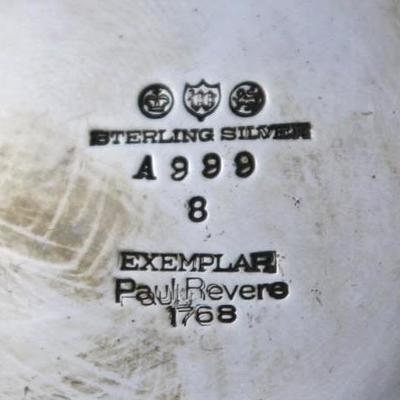 STERLING SILVER
A 999
8
EXEMPLAR
Paul Revere
1768